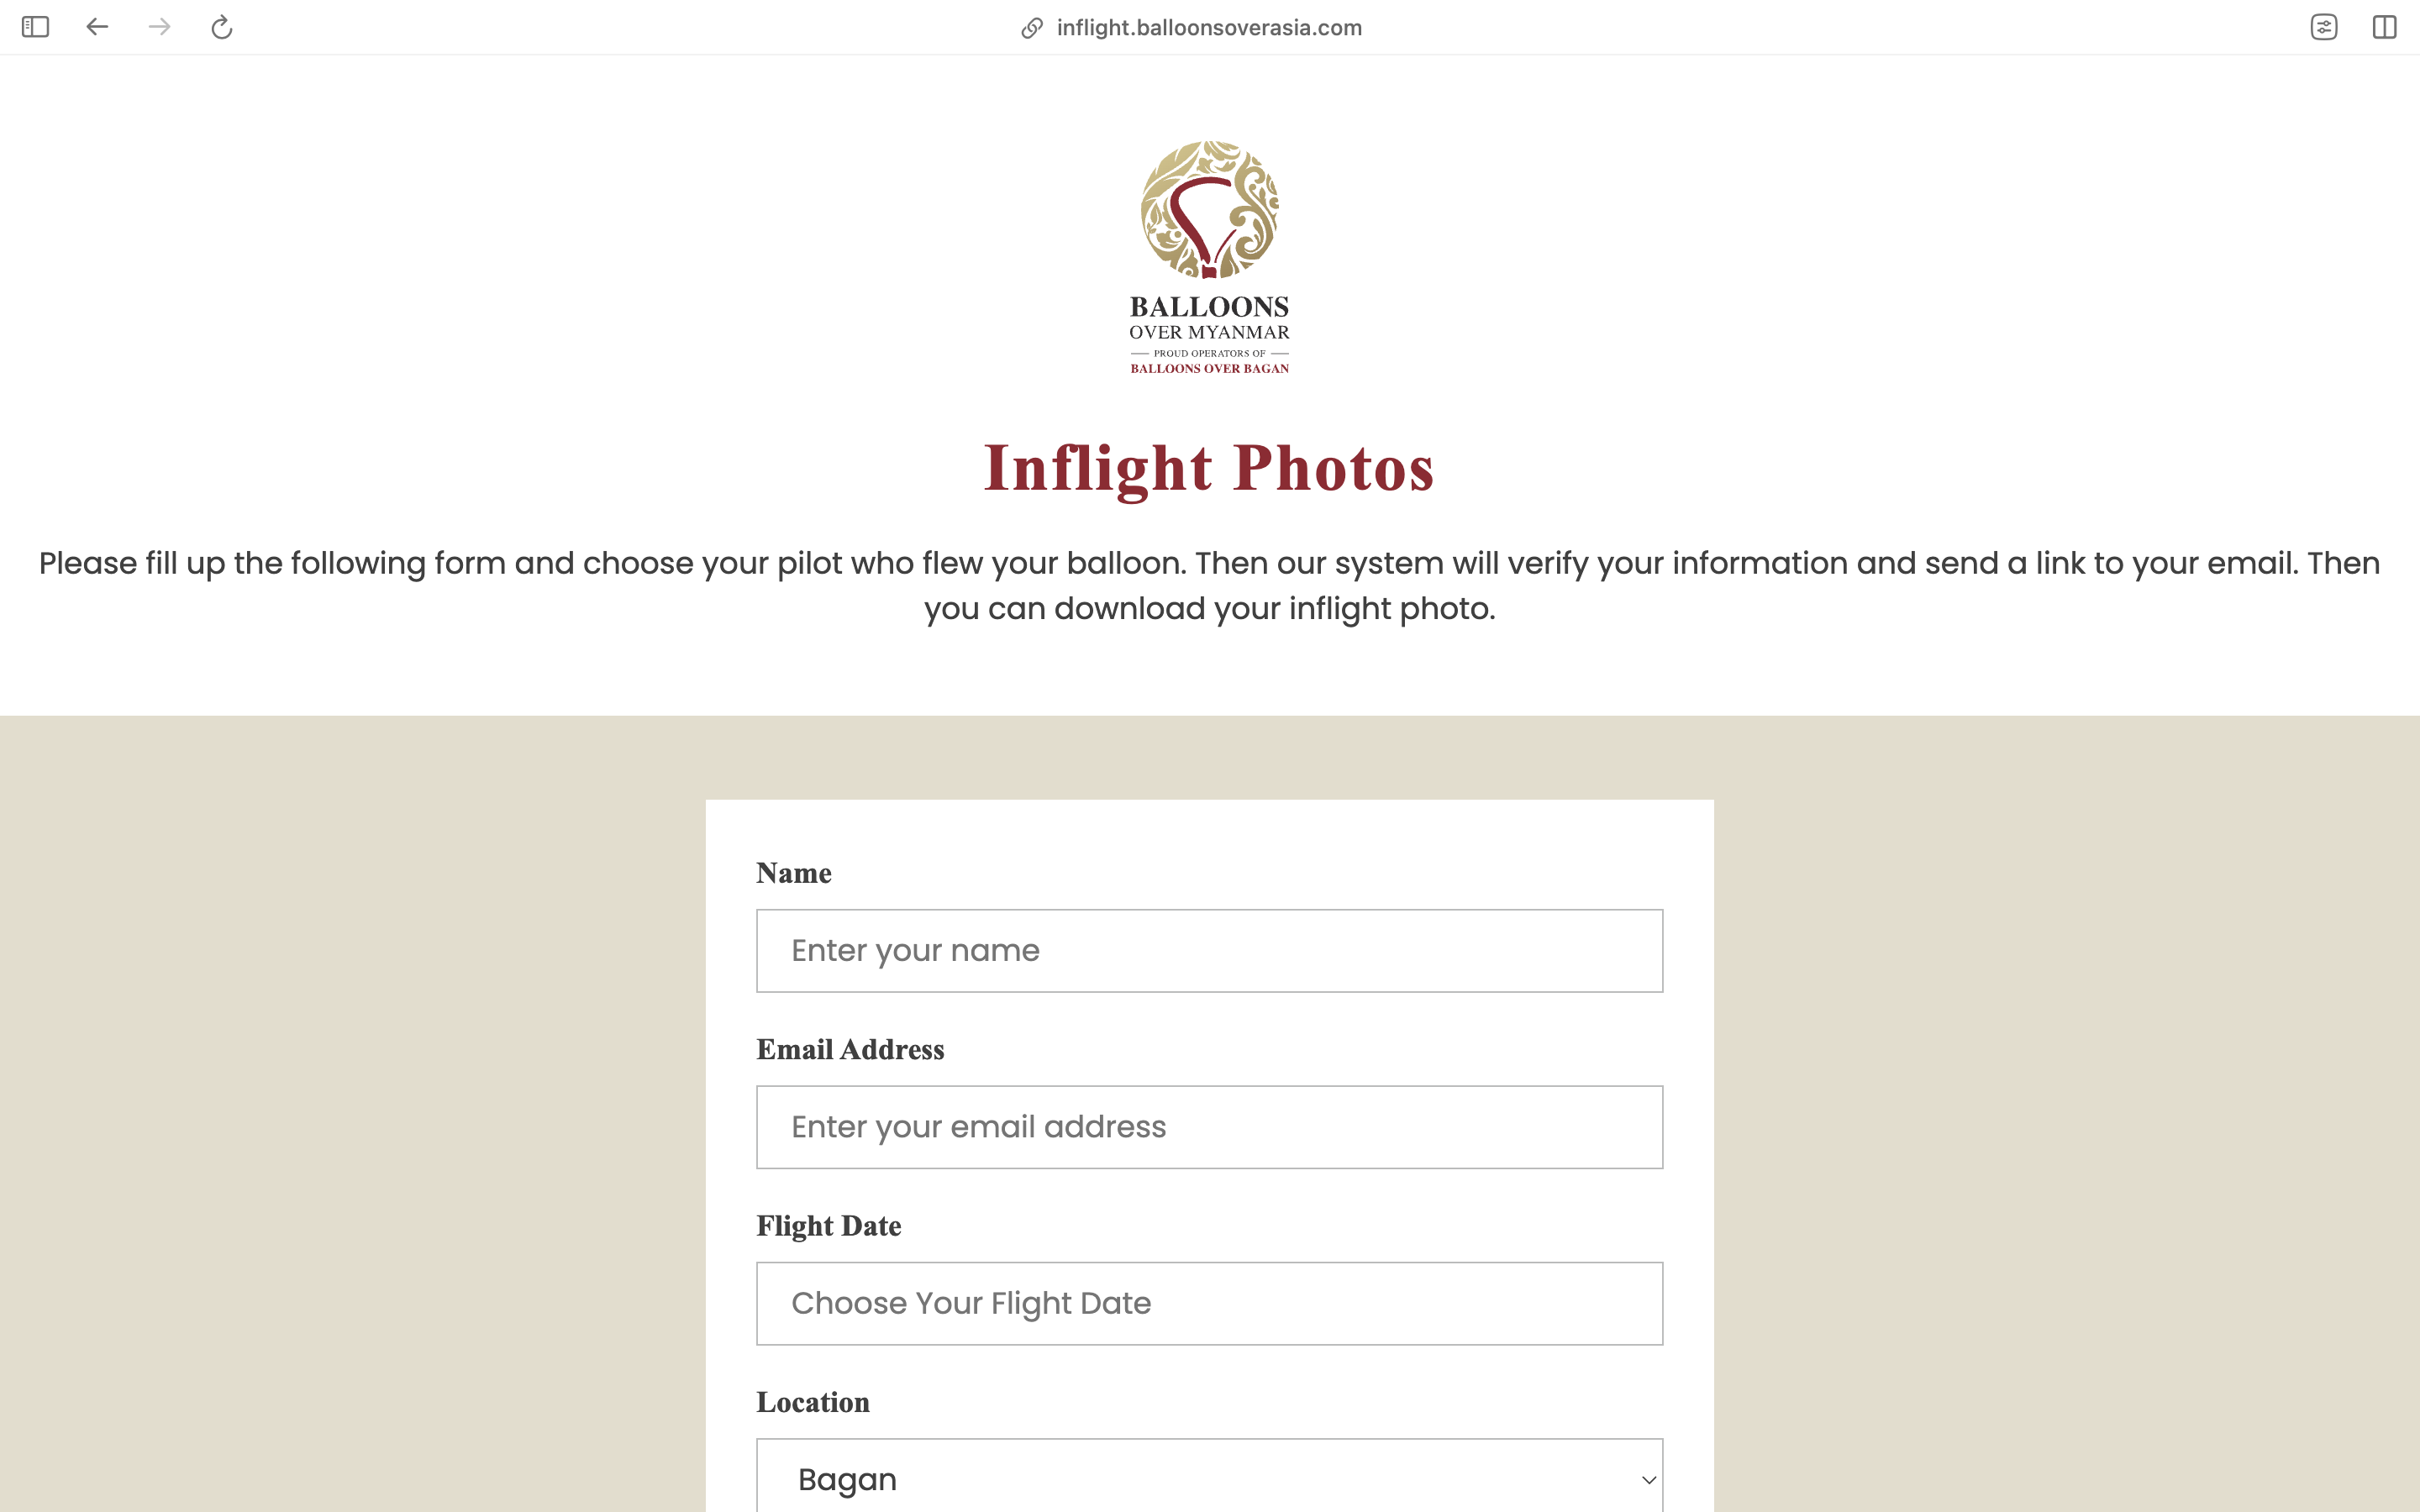 inflight.balloonsoverasia.com
BALLOONS
OVER MYANMAR
PROUD OPERATORS OF
BALLOONS OVER BAGAN
Inflight Photos
Please fill up the following form and choose your pilot who flew your balloon. Then our system will verify your information and send a link to your email. Then
you can download your inflight photo.
Name
Enter your name
Email Address
Enter your email address
Flight Date
Choose Your Flight Date
Location
Bagan